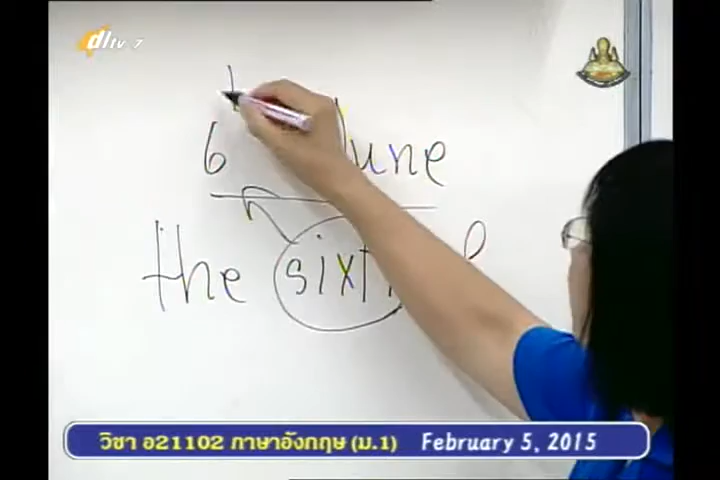 dltv 7
6 June
the sixth
วิชา อ21102 ภาษาอังกฤษ (ม.1) February 5, 2015